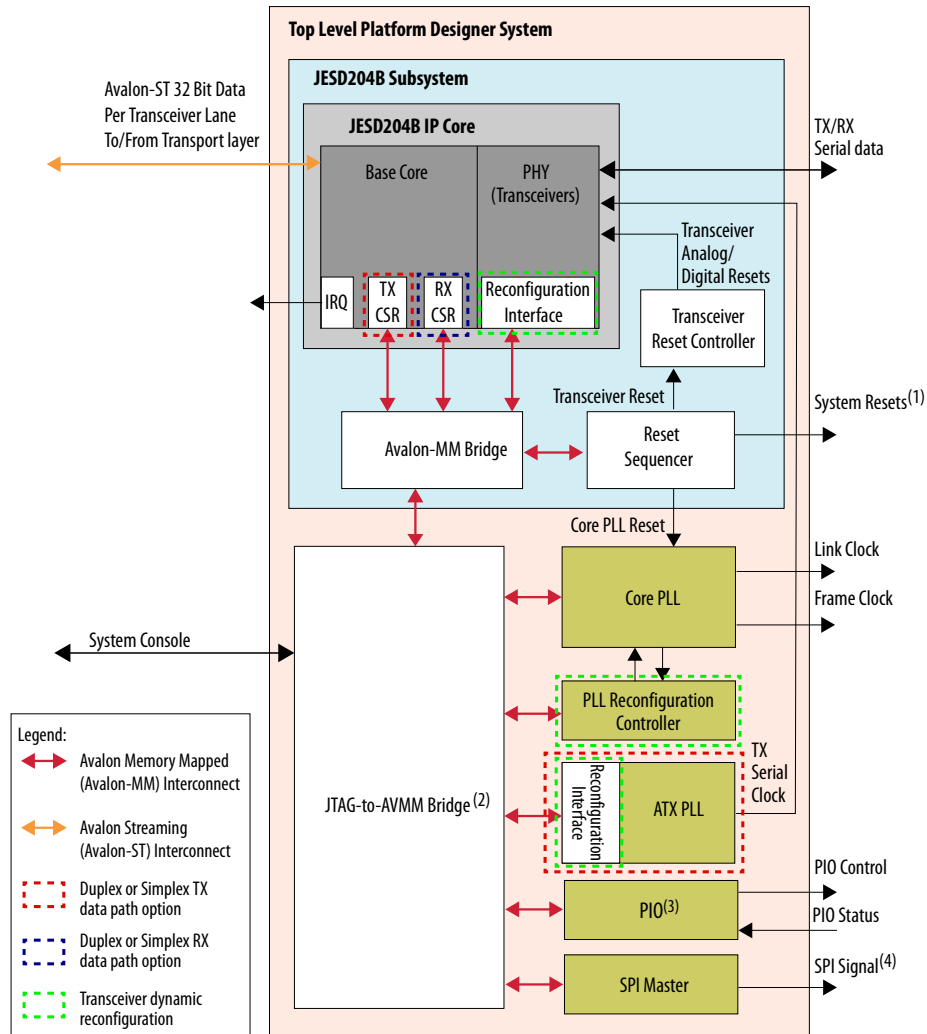 Top Level Platform Designer System
JESD204B Subsystem
Avalon-ST 32 Bit Data
Per Transceiver Lane
To/From Transport layer
JESD204B IP Core
TX/RX
Serial data
Base Core
PHY
(Transceivers)
Transceiver
Analog/
Digital Resets
IRQ
TX
CSR
RX
CSR
Reconfiguration
Interface
Transceiver
Reset Controller
Transceiver Reset
System Resets(1)
Avalon-MM Bridge
Reset
Sequencer
Core PLL Reset
Link Clock
Core PLL
Frame Clock
System Console
PLL Reconfiguration
Controller
Legend:
Avalon Memory Mapped
(Avalon-MM) Interconnect
Avalon Streaming
(Avalon-ST) Interconnect
Duplex or Simplex TX
data path option
Duplex or Simplex RX
data path option
Transceiver dynamic
reconfiguration
JTAG-to-AVMM Bridge(2)
Reconfiguration
Interface
ATX PLL
TX
Serial
Clock
PIO Control
PIO(3)
PIO Status
SPI Master
SPI Signal(4)